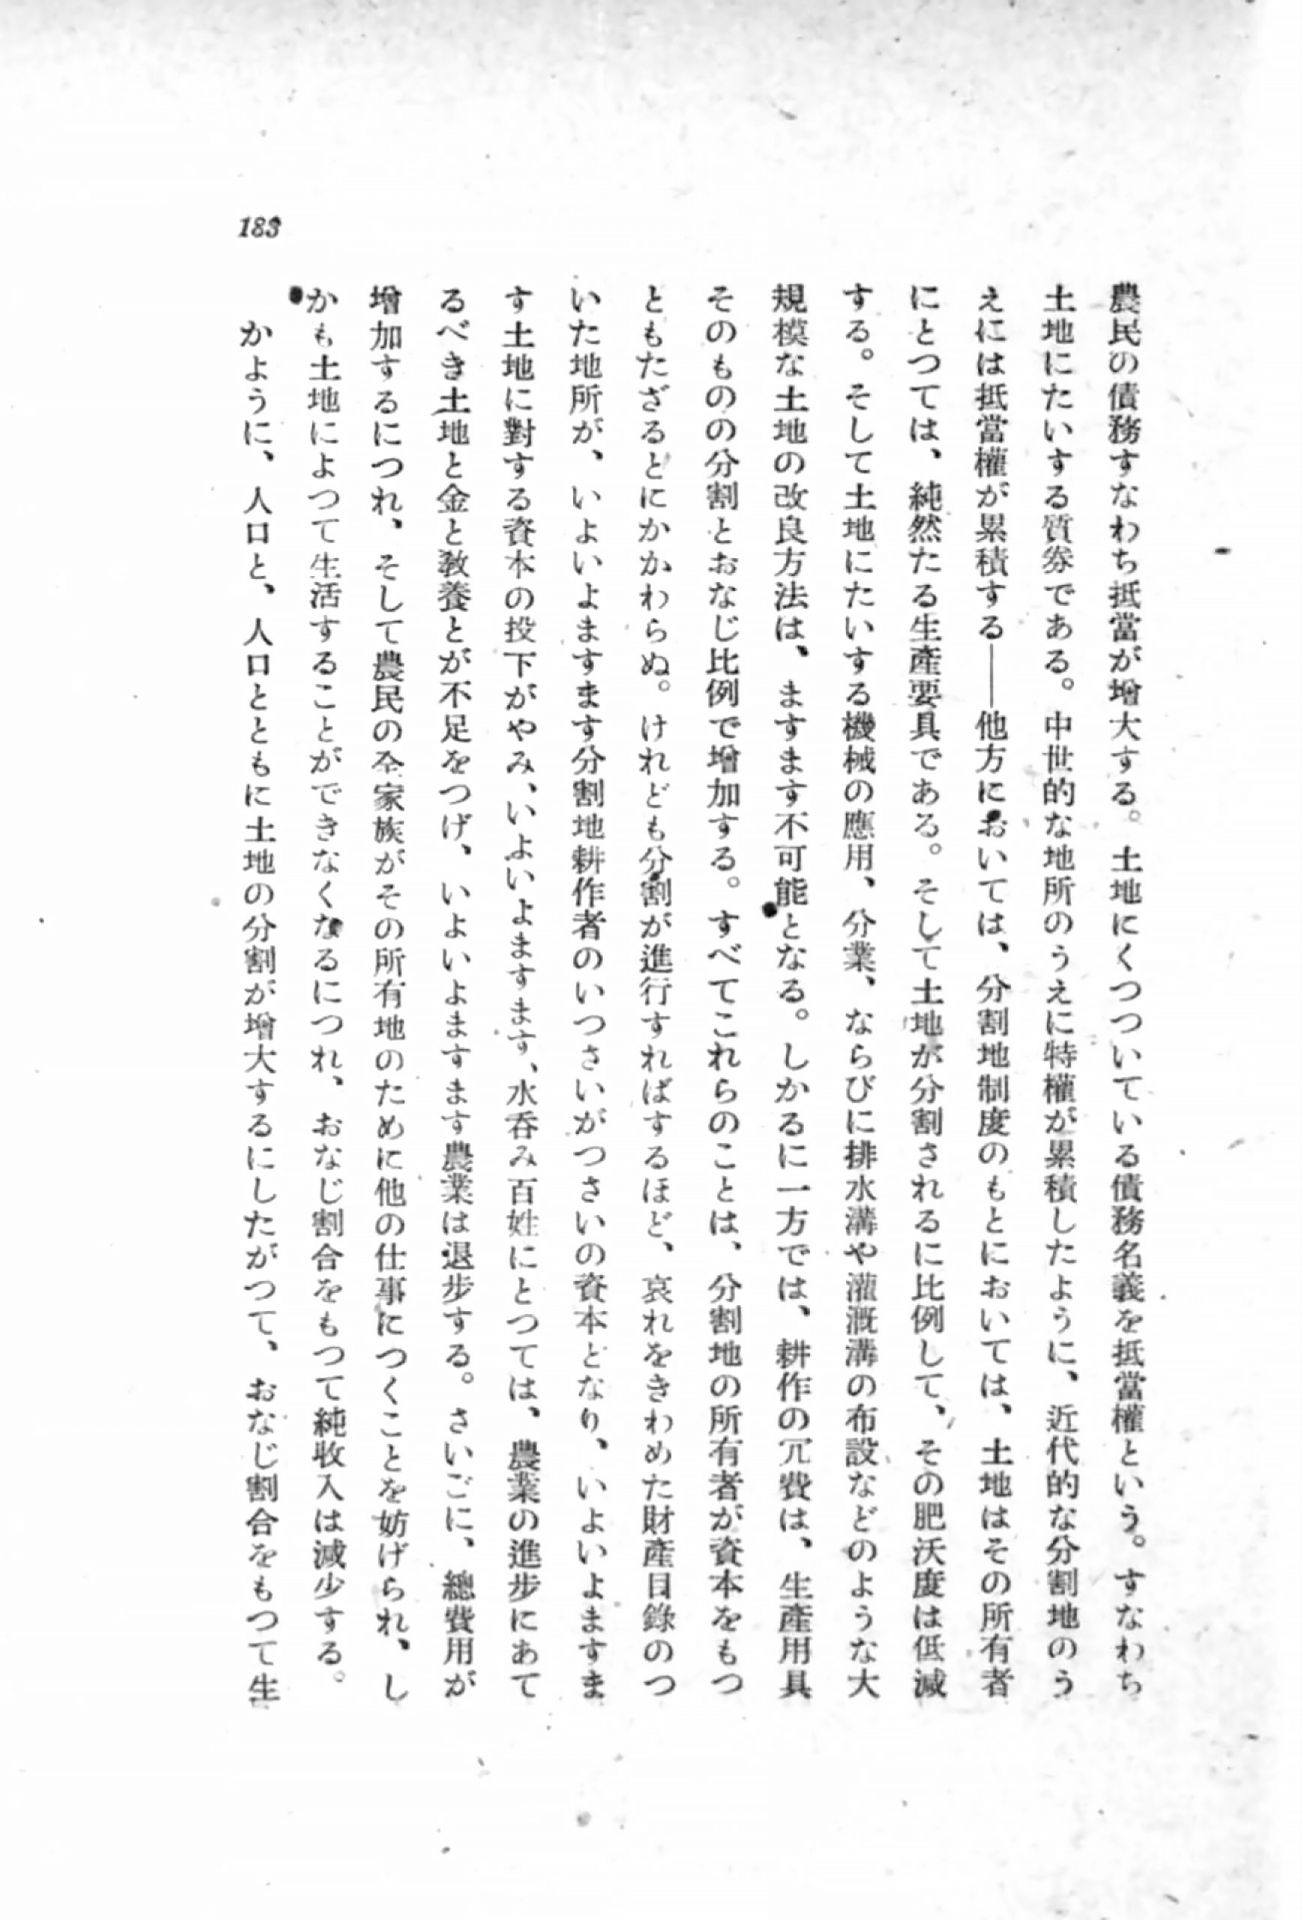 183
農民の債務すなわち抵當が増大する。土地にくつついている債務名義を抵當權という。すなわち
土地にたいする質券である。中世的な地所のうえに特權が累積したように、近代的な分割地のう
えには抵當權が累積する――他方においては、分割地制度のもとにおいては、土地はその所有者
にとつては、純然たる生産要具である。そして土地が分割されるに比例して、その肥沃度は低減
する。そして土地にたいする機械の應用、分業、ならびに排水溝や灌漑溝の布設などのような大
規模な土地の改良方法は、ますます不可能となる。しかるに一方では、耕作の冗費は、生産用具
そのものの分割とおなじ比例で増加する。すべてこれらのことは、分割地の所有者が資本をもつ
ともたざるとにかかわらぬ。けれども分割が進行すればするほど、哀れをきわめた財産目錄のつ
いた地所が、いよいよますます分割地耕作者のいつさいがつさいの資本となり、いよいよますま
す土地に對する資本の投下がやみ、いよいよますます、水呑み百姓にとつては、農業の進步にあて
るべき土地と金と敎養とが不足をつげ、いよいよますます農業は退步する。さいごに、總費用が
増加するにつれ、そして農民の全家族がその所有地のために他の仕事につくことを妨げられ、し
かも土地によつて生活することができなくなるにつれ、おなじ割合をもつて純收入は減少する。
かように、人口と、人口とともに土地の分割が增大するにしたがつて、おなじ割合をもつて生